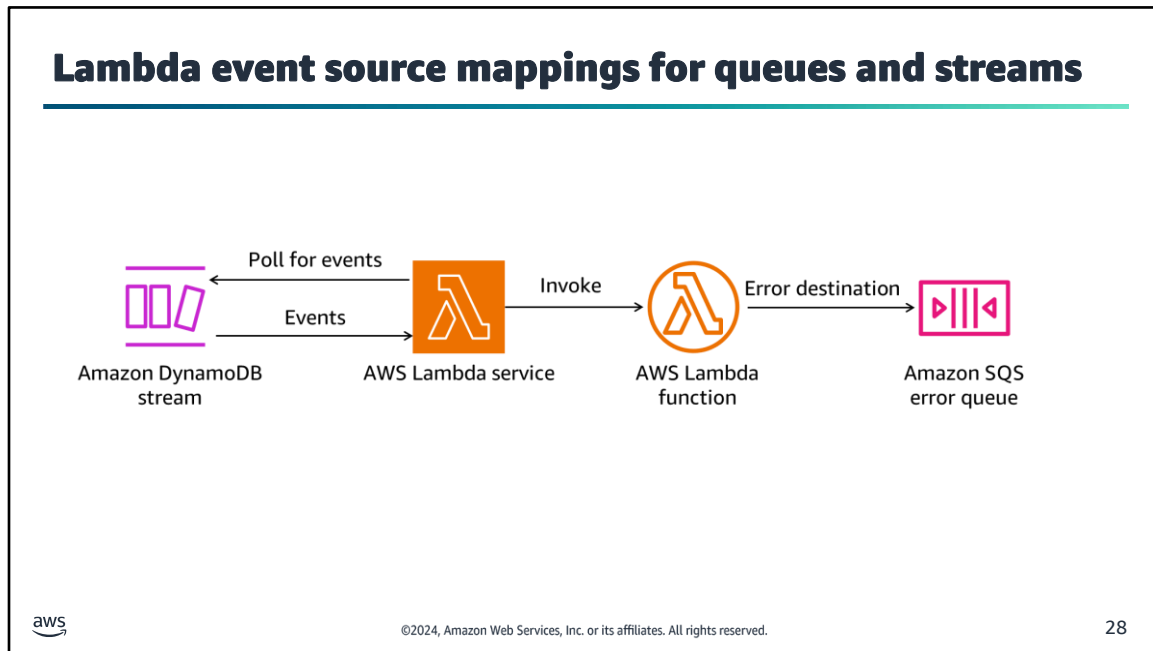 Lambda event source mappings for queues and streams
Poll for events
Events
Invoke
Error destination
Amazon DynamoDB
stream
AWS Lambda service
AWS Lambda
function
Amazon SQS
error queue
aws
©2024, Amazon Web Services, Inc. or its affiliates. All rights reserved.
28